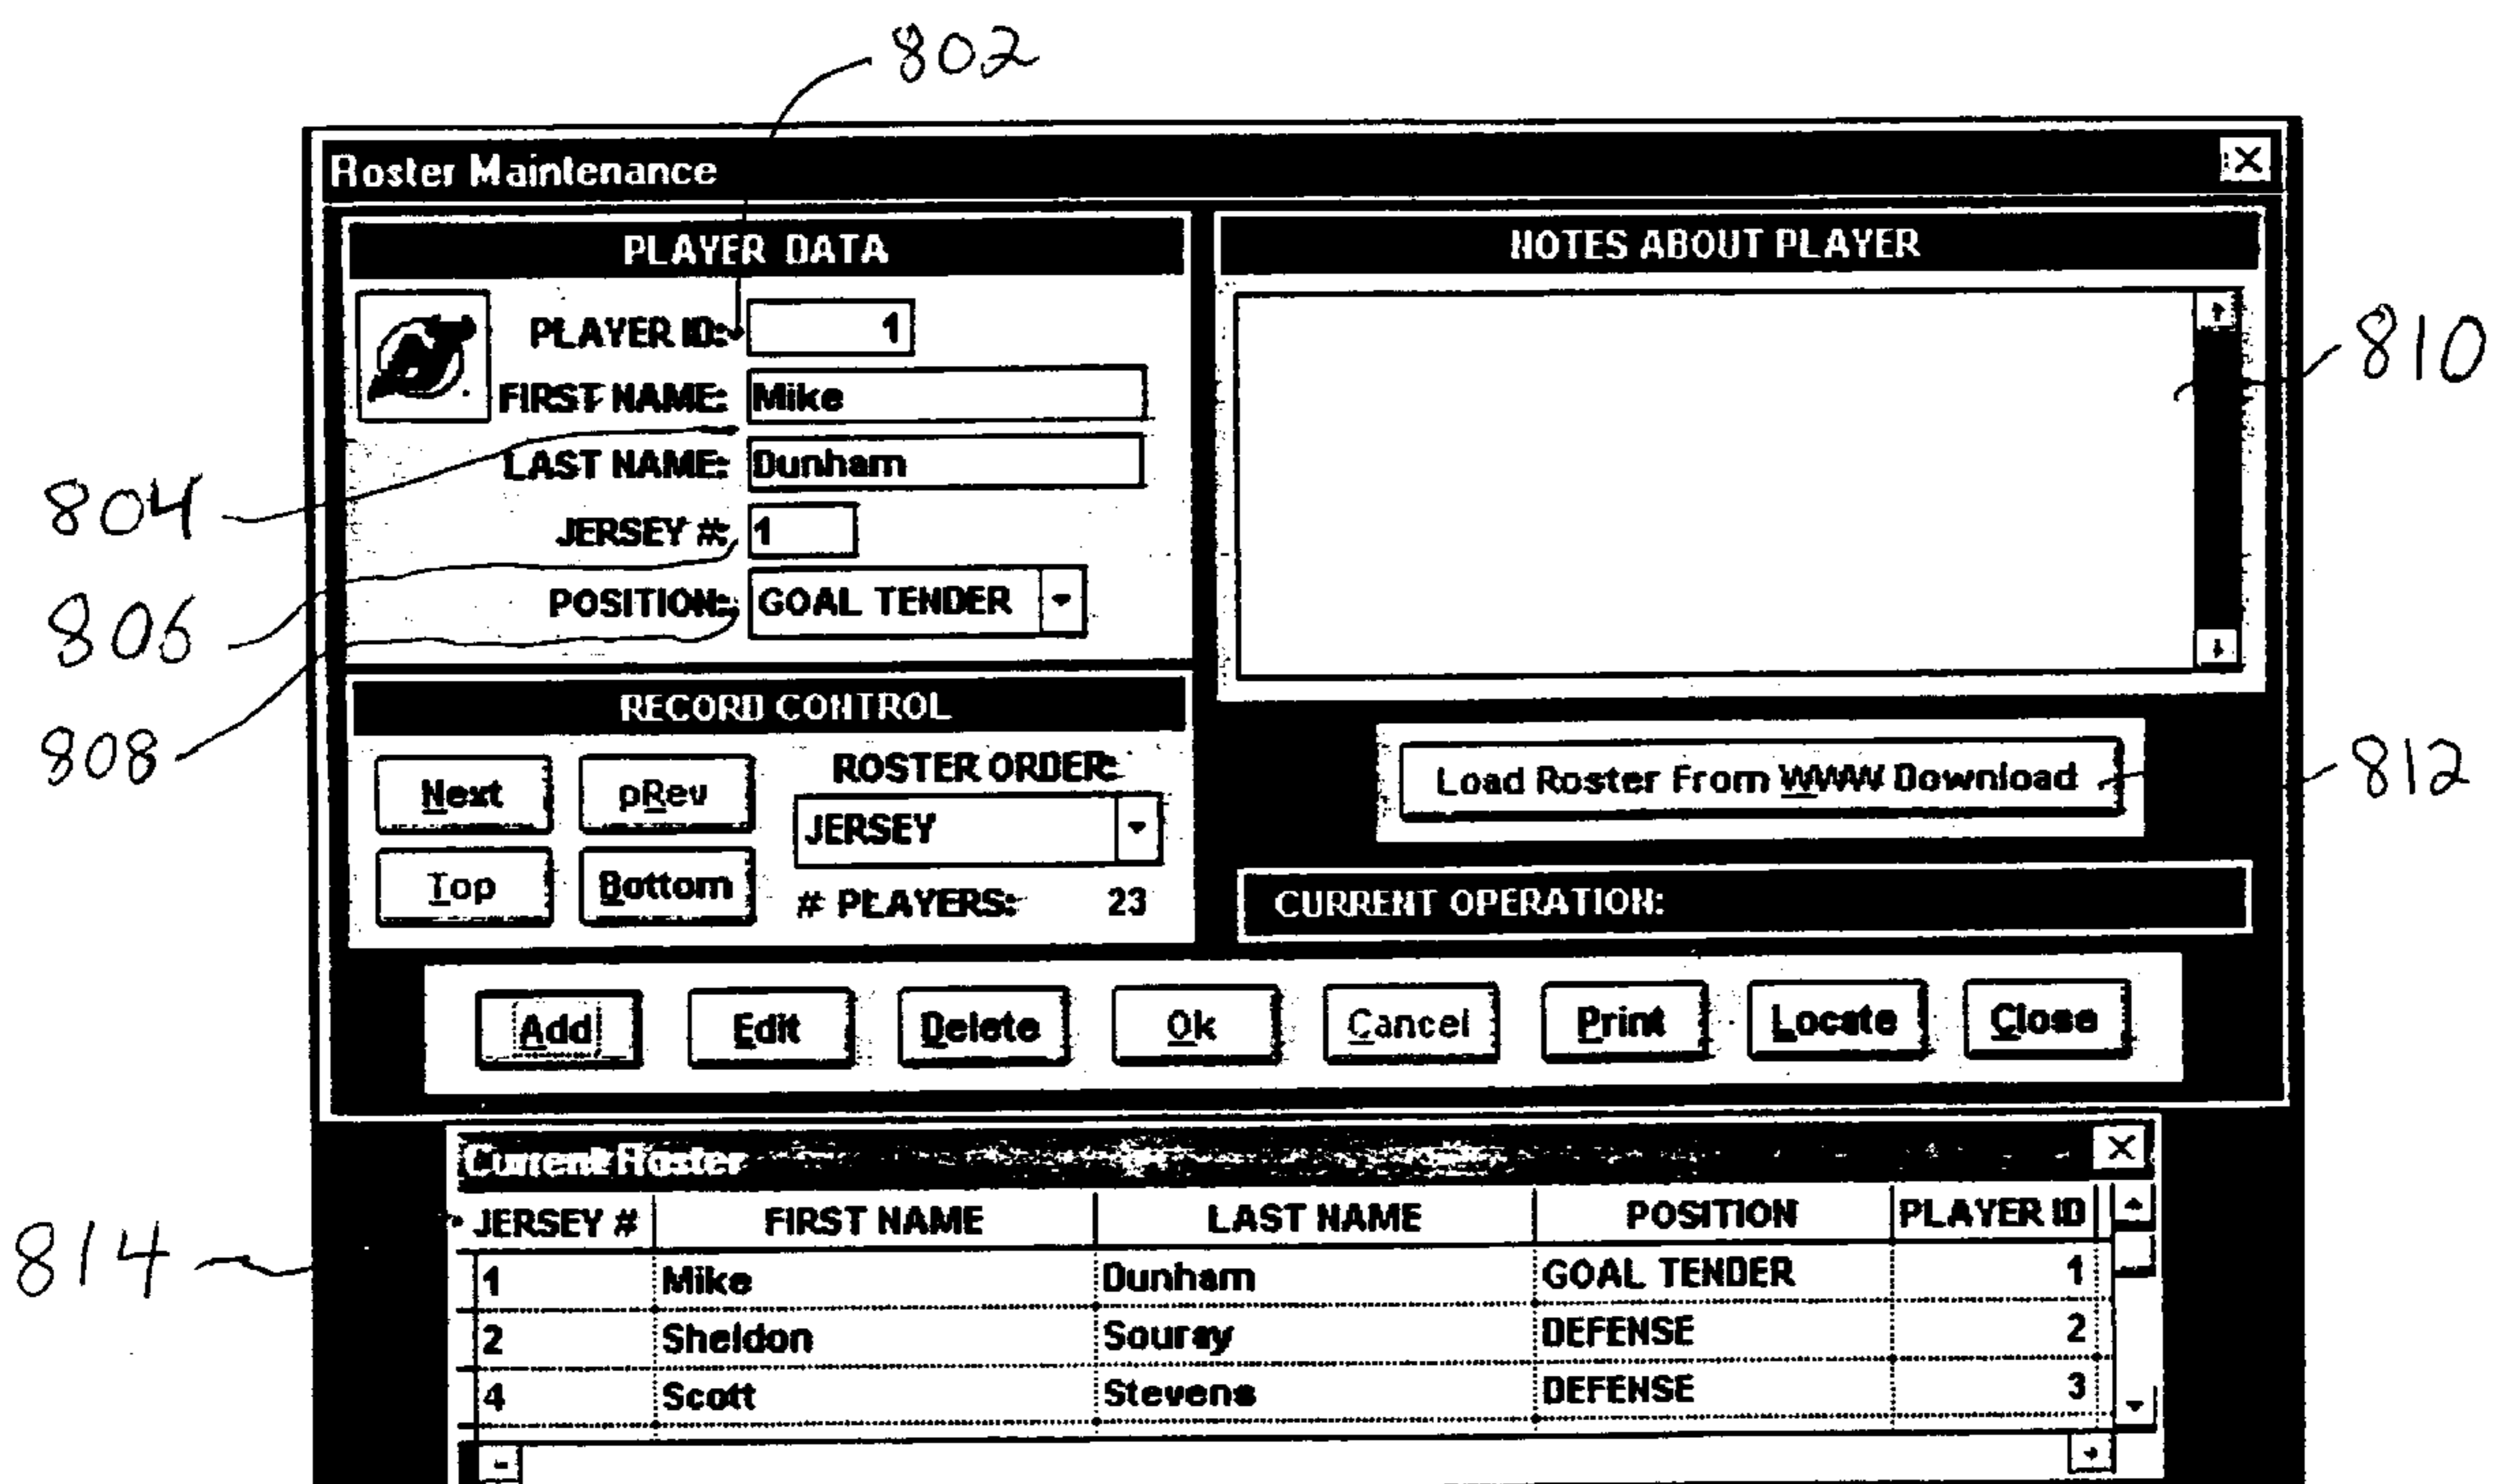 802
Roster Maintenance
PLAYER DATA
PLAYER ID: 1
FIRST NAME: Mike
LAST NAME: Dunham
JERSEY #: 1
POSITION: GOAL TENDER
NOTES ABOUT PLAYER
810
804
806
808
RECORD CONTROL
Next pRev
Top Bottom
ROSTER ORDER:
JERSEY
# PLAYERS: 23
Load Roster From WWW Download
812
CURRENT OPERATION:
Add Edit Delete Ok Cancel Print Locate Close
814
Current Roster
JERSEY # FIRST NAME LAST NAME POSITION PLAYER ID
1 Mike Dunham GOAL TENDER 1
2 Sheldon Souray DEFENSE 2
4 Scott Stevens DEFENSE 3